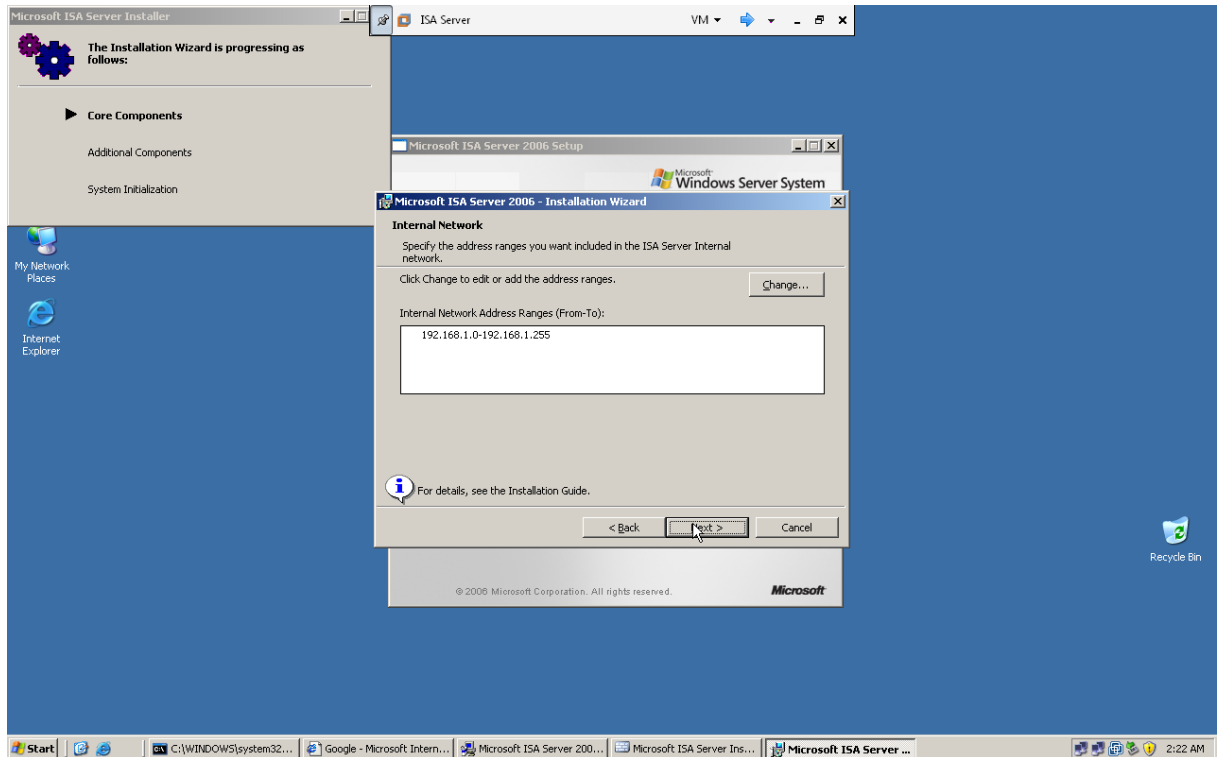 Microsoft ISA Server Installer
The Installation Wizard is progressing as
follows:
Core Components
Additional Components
System Initialization
ISA Server
VM
My Network
Places
Internet
Explorer
Microsoft ISA Server 2006 Setup
Microsoft
Windows Server System
Microsoft ISA Server 2006 - Installation Wizard
Internal Network
Specify the address ranges you want included in the ISA Server Internal
network.
Click Change to edit or add the address ranges.
Change...
Internal Network Address Ranges (From-To):
192.168.1.0-192.168.1.255
For details, see the Installation Guide.
< Back
Next >
Cancel
© 2006 Microsoft Corporation. All rights reserved.
Microsoft
Recycle Bin
Start
C:\WINDOWS\system32...
Google - Microsoft Intern...
Microsoft ISA Server 200...
Microsoft ISA Server Ins...
Microsoft ISA Server ...
2:22 AM